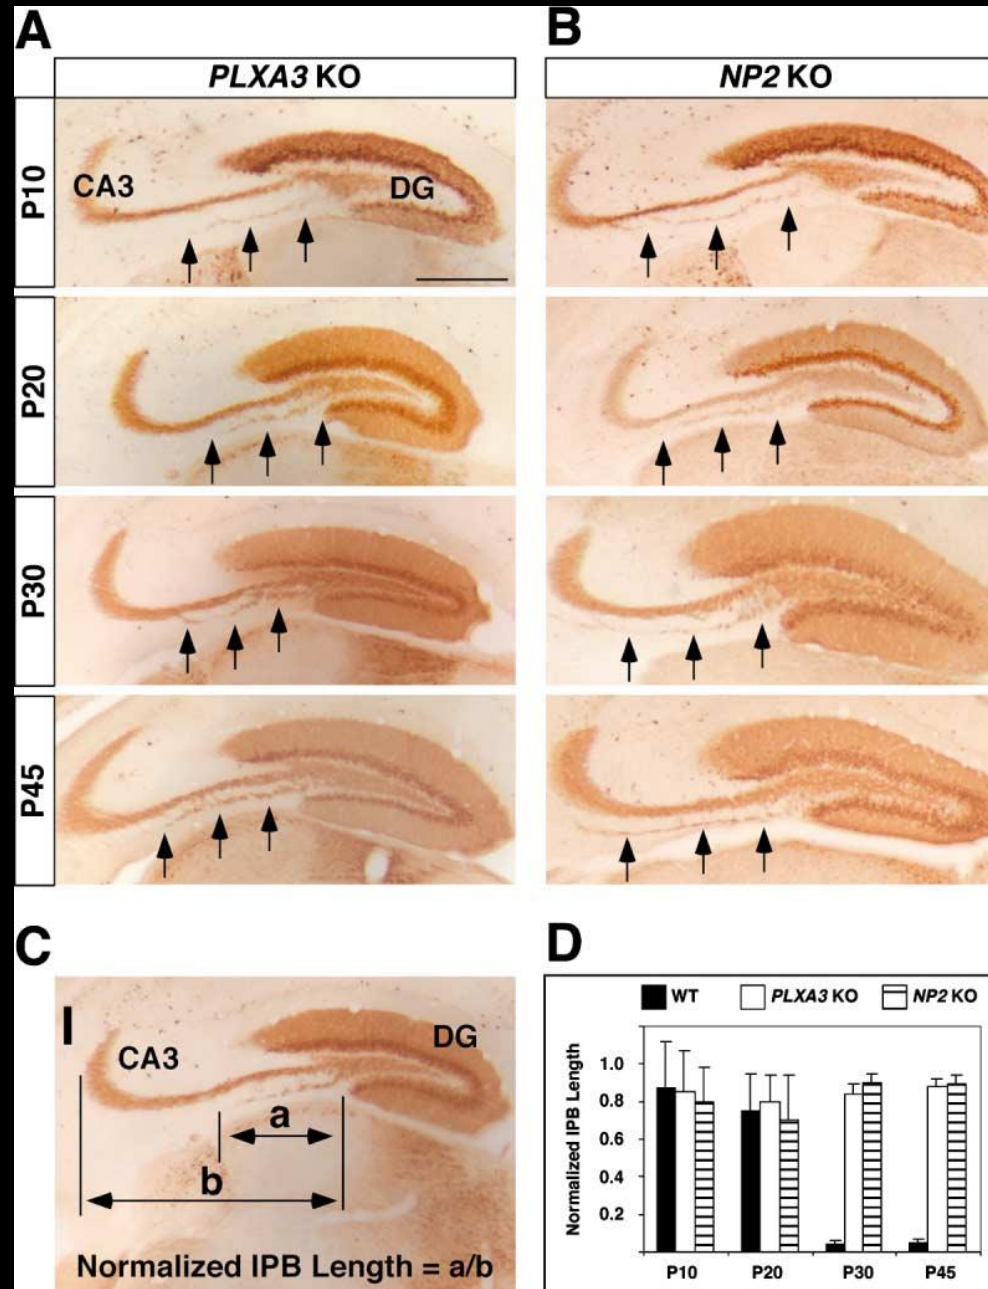 A
PLXA3 KO
P10
CA3
DG
P20
P30
P45
B
NP2 KO
C
CA3
DG
a
b
Normalized IPB Length = a/b
D
WT
PLXA3 KO
NP2 KO
Normalized IPB Length
1.0
0.8
0.6
0.4
0.2
P10
P20
P30
P45